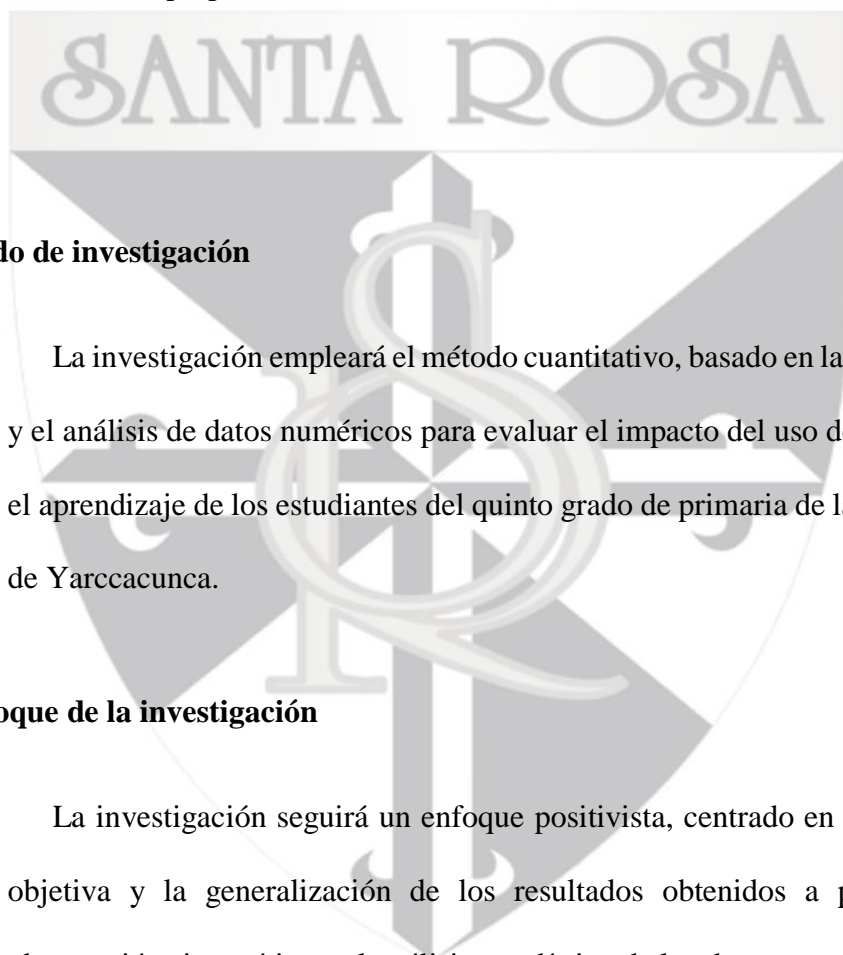 SANTA ROSA
do de investigación
La investigación empleará el método cuantitativo, basado en la
y el análisis de datos numéricos para evaluar el impacto del uso d
el aprendizaje de los estudiantes del quinto grado de primaria de l
de Yarccacunca.
oque de la investigación
La investigación seguirá un enfoque positivista, centrado en
objetiva y la generalización de los resultados obtenidos a p